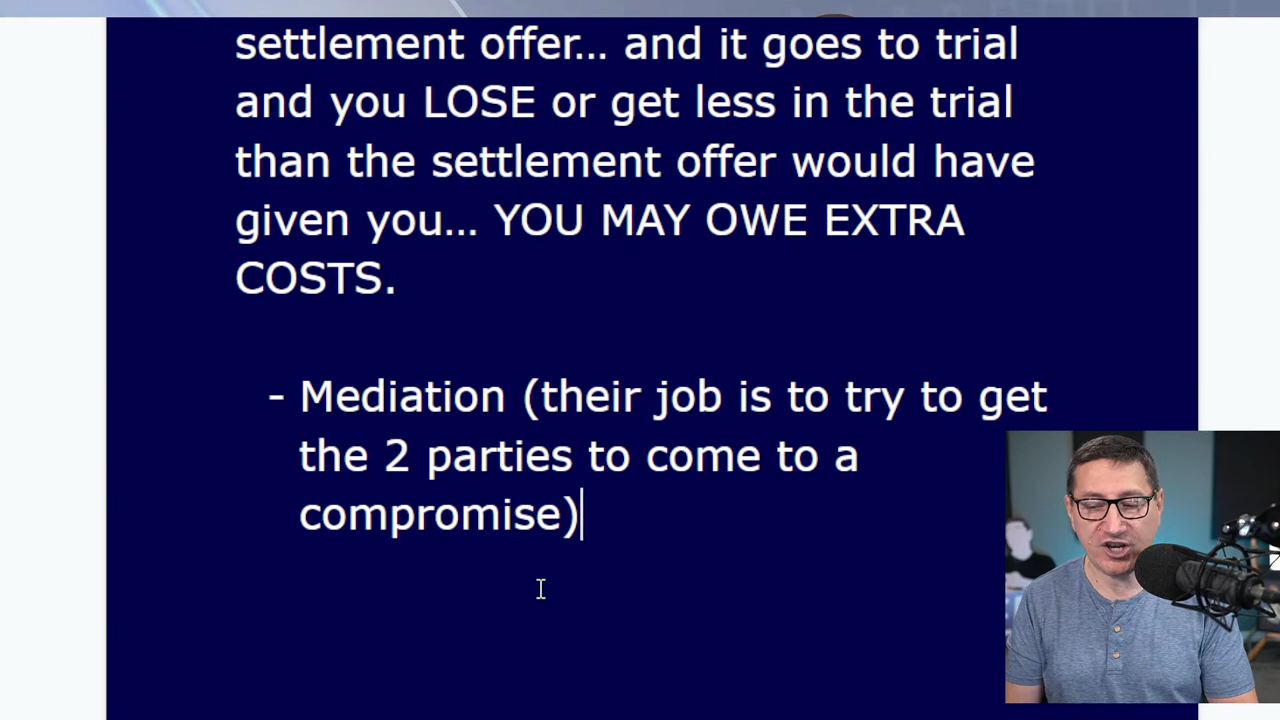 settlement offer… and it goes to trial
and you LOSE or get less in the trial
than the settlement offer would have
given you… YOU MAY OWE EXTRA
COSTS.
- Mediation (their job is to try to get
the 2 parties to come to a
compromise)